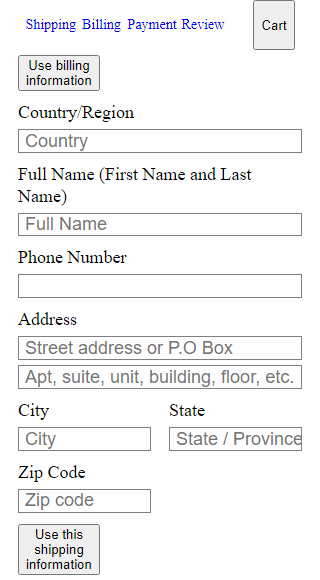 Shipping Billing Payment Review Cart
Use billing
information
Country/Region
Country
Full Name (First Name and Last
Name)
Full Name
Phone Number
Address
Street address or P.O Box
Apt, suite, unit, building, floor, etc.
City State
City State / Province
Zip Code
Zip code
Use this
shipping
information